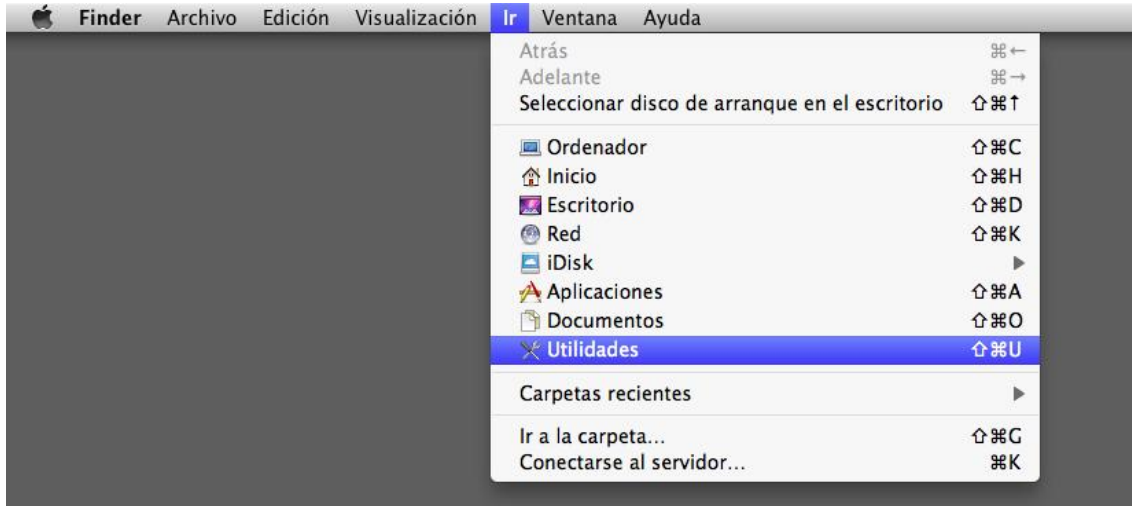 Finder Archivo Edición Visualización Ir Ventana Ayuda
Atrás ⌘←
Adelante ⌘→
Seleccionar disco de arranque en el escritorio ⇧⌘↑
Ordenador ⇧⌘C
Inicio ⇧⌘H
Escritorio ⇧⌘D
Red ⇧⌘K
iDisk ▶
Aplicaciones ⇧⌘A
Documentos ⇧⌘O
Utilidades ⇧⌘U
Carpetas recientes ▶
Ir a la carpeta... ⇧⌘G
Conectarse al servidor... ⌘K